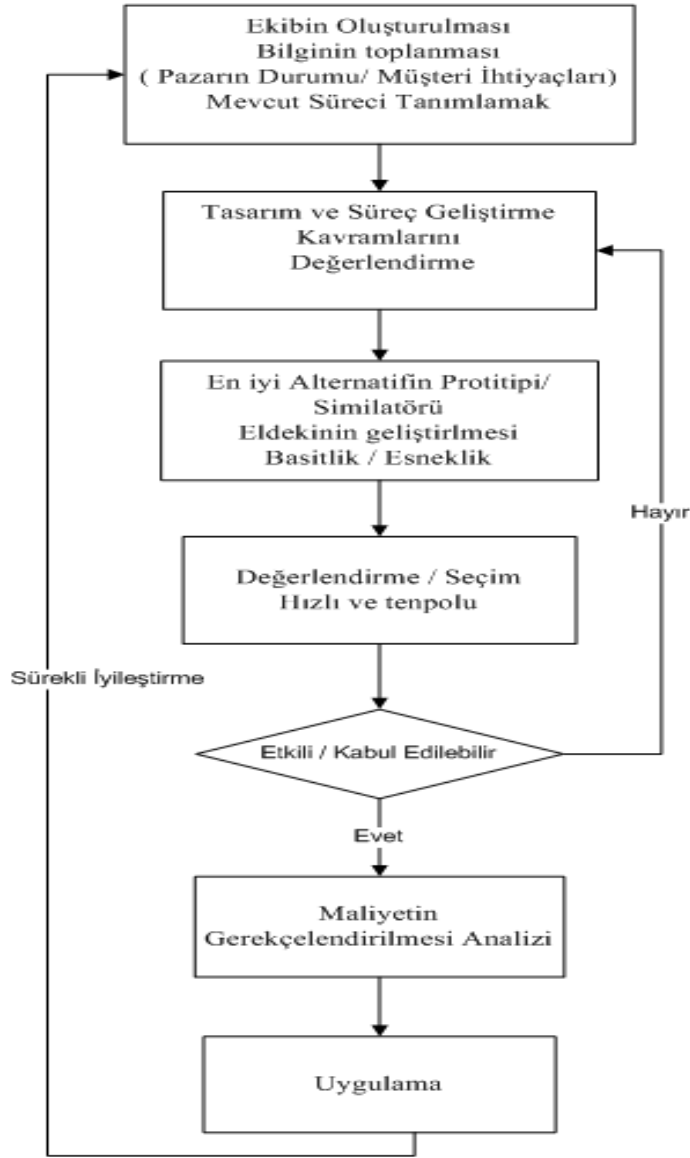 Ekibin Oluşturulması
Bilginin toplanması
( Pazarın Durumu/ Müşteri İhtiyaçları)
Mevcut Süreci Tanımlamak
Tasarım ve Süreç Geliştirme
Kavramlarını
Değerlendirme
En iyi Alternatifin Protitipi/
Similatörü
Eldekinin geliştirlmesi
Basitlik / Esneklik
Hayır
Değerlendirme / Seçim
Hızlı ve tenpolu
Sürekli İyileştirme
Etkili / Kabul Edilebilir
Evet
Maliyetin
Gerekçelendirilmesi Analizi
Uygulama